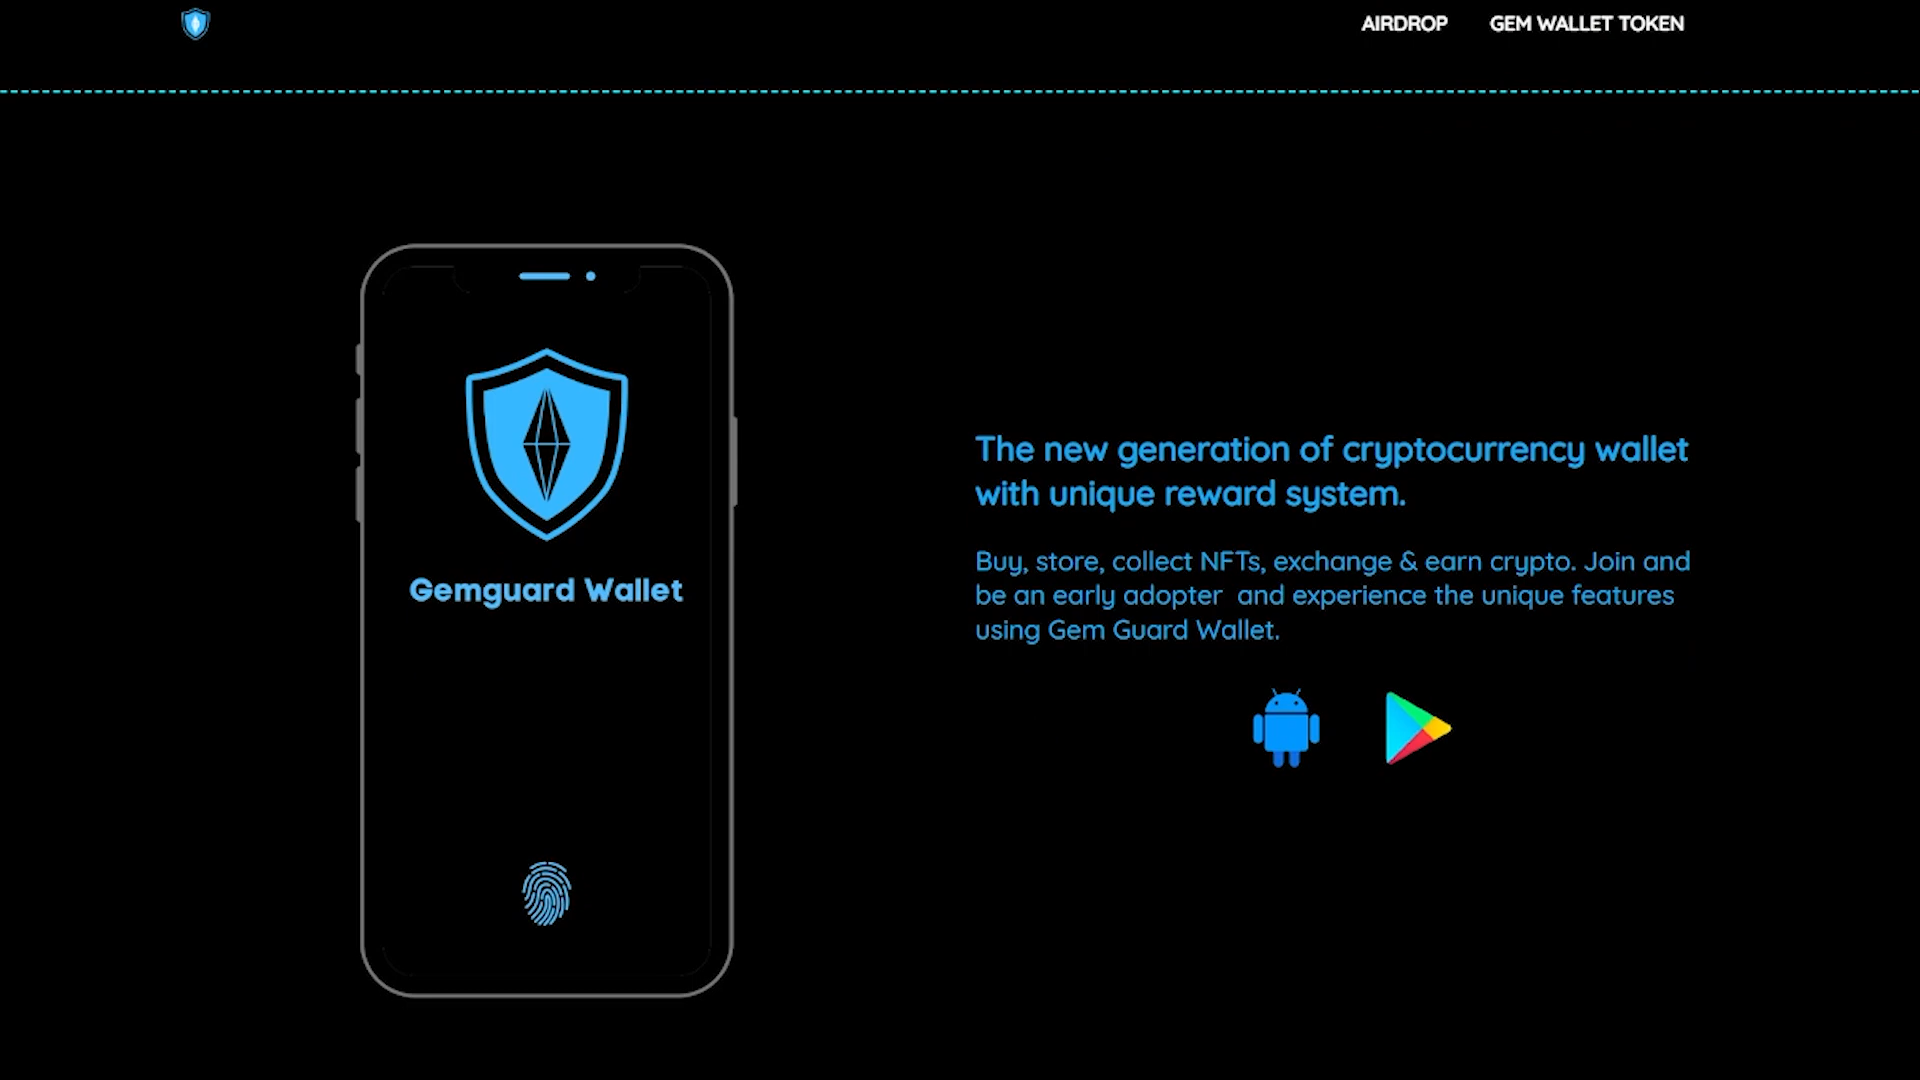 AIRDROP GEM WALLET TOKEN
Gemguard Wallet
The new generation of cryptocurrency wallet
with unique reward system.
Buy, store, collect NFTs, exchange & earn crypto. Join and
be an early adopter  and experience the unique features
using Gem Guard Wallet.